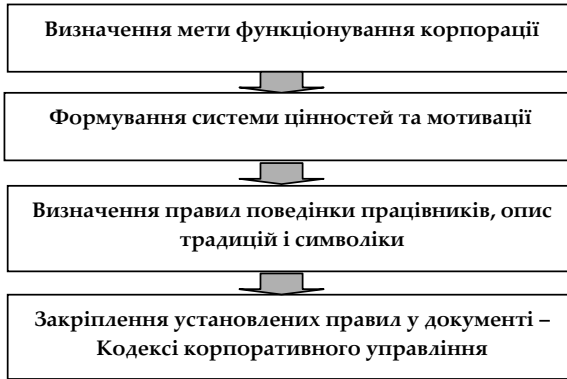 Визначення мети функціонування корпорації
Формування системи цінностей та мотивації
Визначення правил поведінки працівників, опис
традицій і символіки
Закріплення установлених правил у документі –
Кодексі корпоративного управління